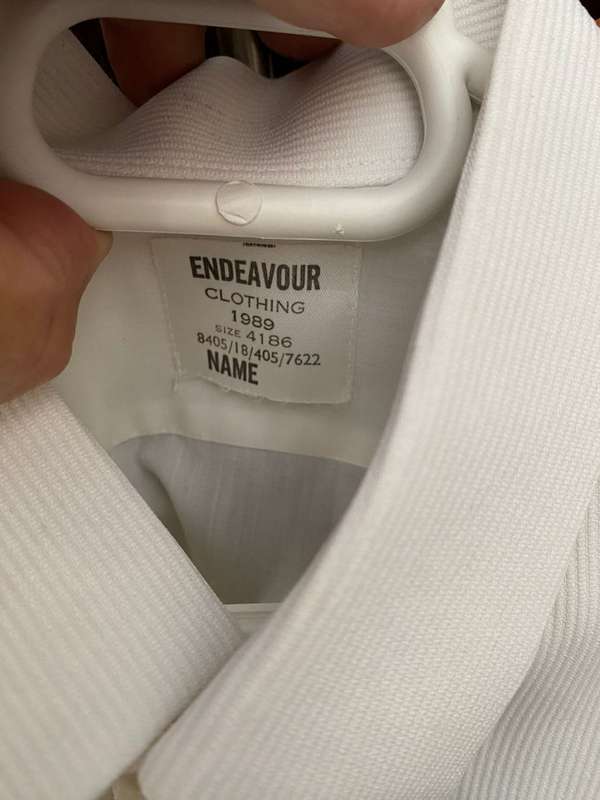 ENDEAVOUR
CLOTHING
1989
SIZE 4186
8405/18/405/7622
NAME